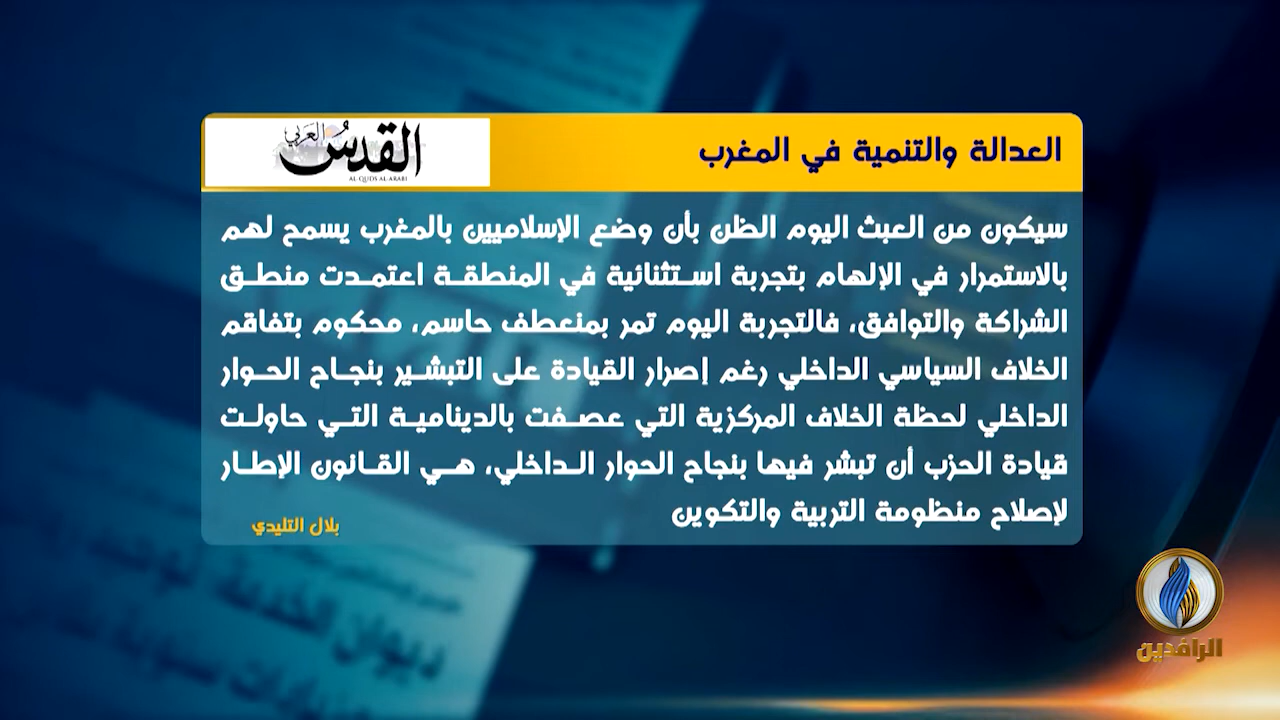 العدالة والتنمية في المغرب
القدس العربي
AL-QUDS AL-ARABI
سيكون من العبث اليوم الظن بأن وضع الإسلاميين بالمغرب يسمح لهم
بالاستمرار في الإلهام بتجربة استثنائية في المنطقة اعتمدت منطق
الشراكة والتوافق، فالتجربة اليوم تمر بمنعطف حاسم، محكوم بتفاقم
الخلاف السياسي الداخلي رغم إصرار القيادة على التبشير بنجاح الحوار
الداخلي لحظة الخلاف المركزية التي عصفت بالدينامية التي حاولت
قيادة الحزب أن تبشر فيها بنجاح الحوار الداخلي، هي القانون الإطار
لإصلاح منظومة التربية والتكوين
بلال التليدي
ديوان الخدمة
الرافدين